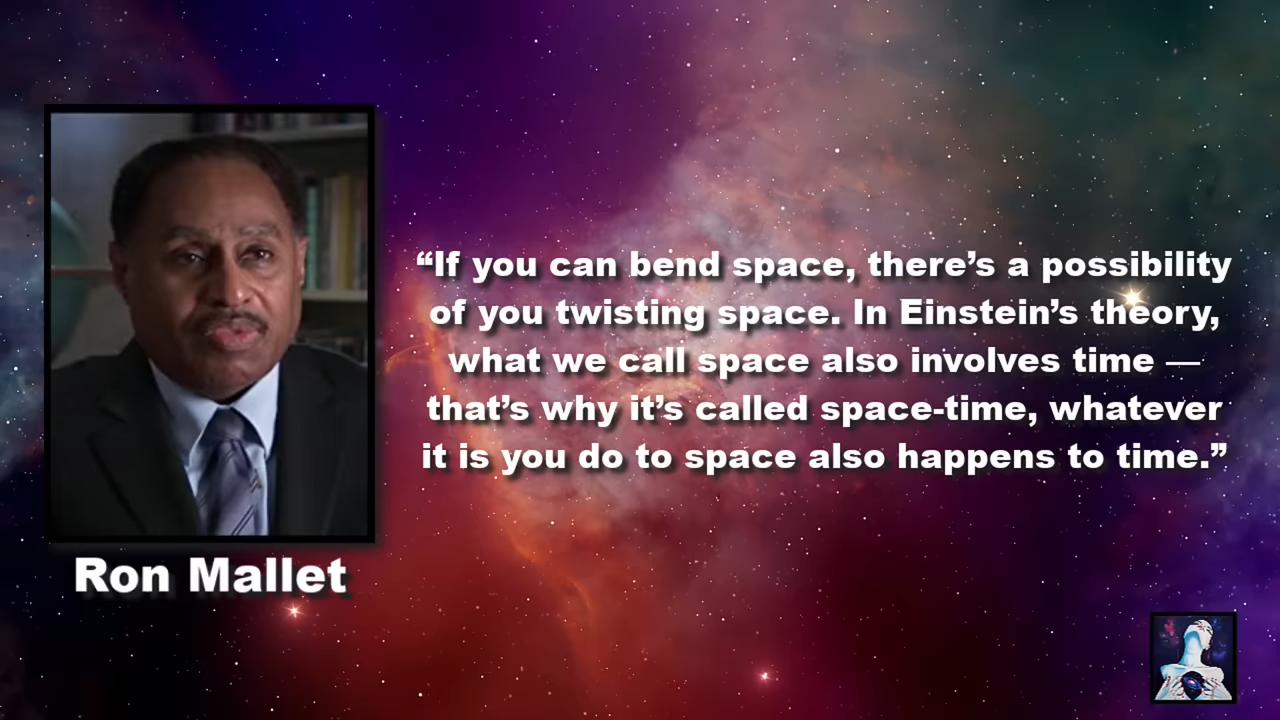 “If you can bend space, there’s a possibility
of you twisting space. In Einstein’s theory,
what we call space also involves time —
that’s why it’s called space-time, whatever
it is you do to space also happens to time.”
Ron Mallet